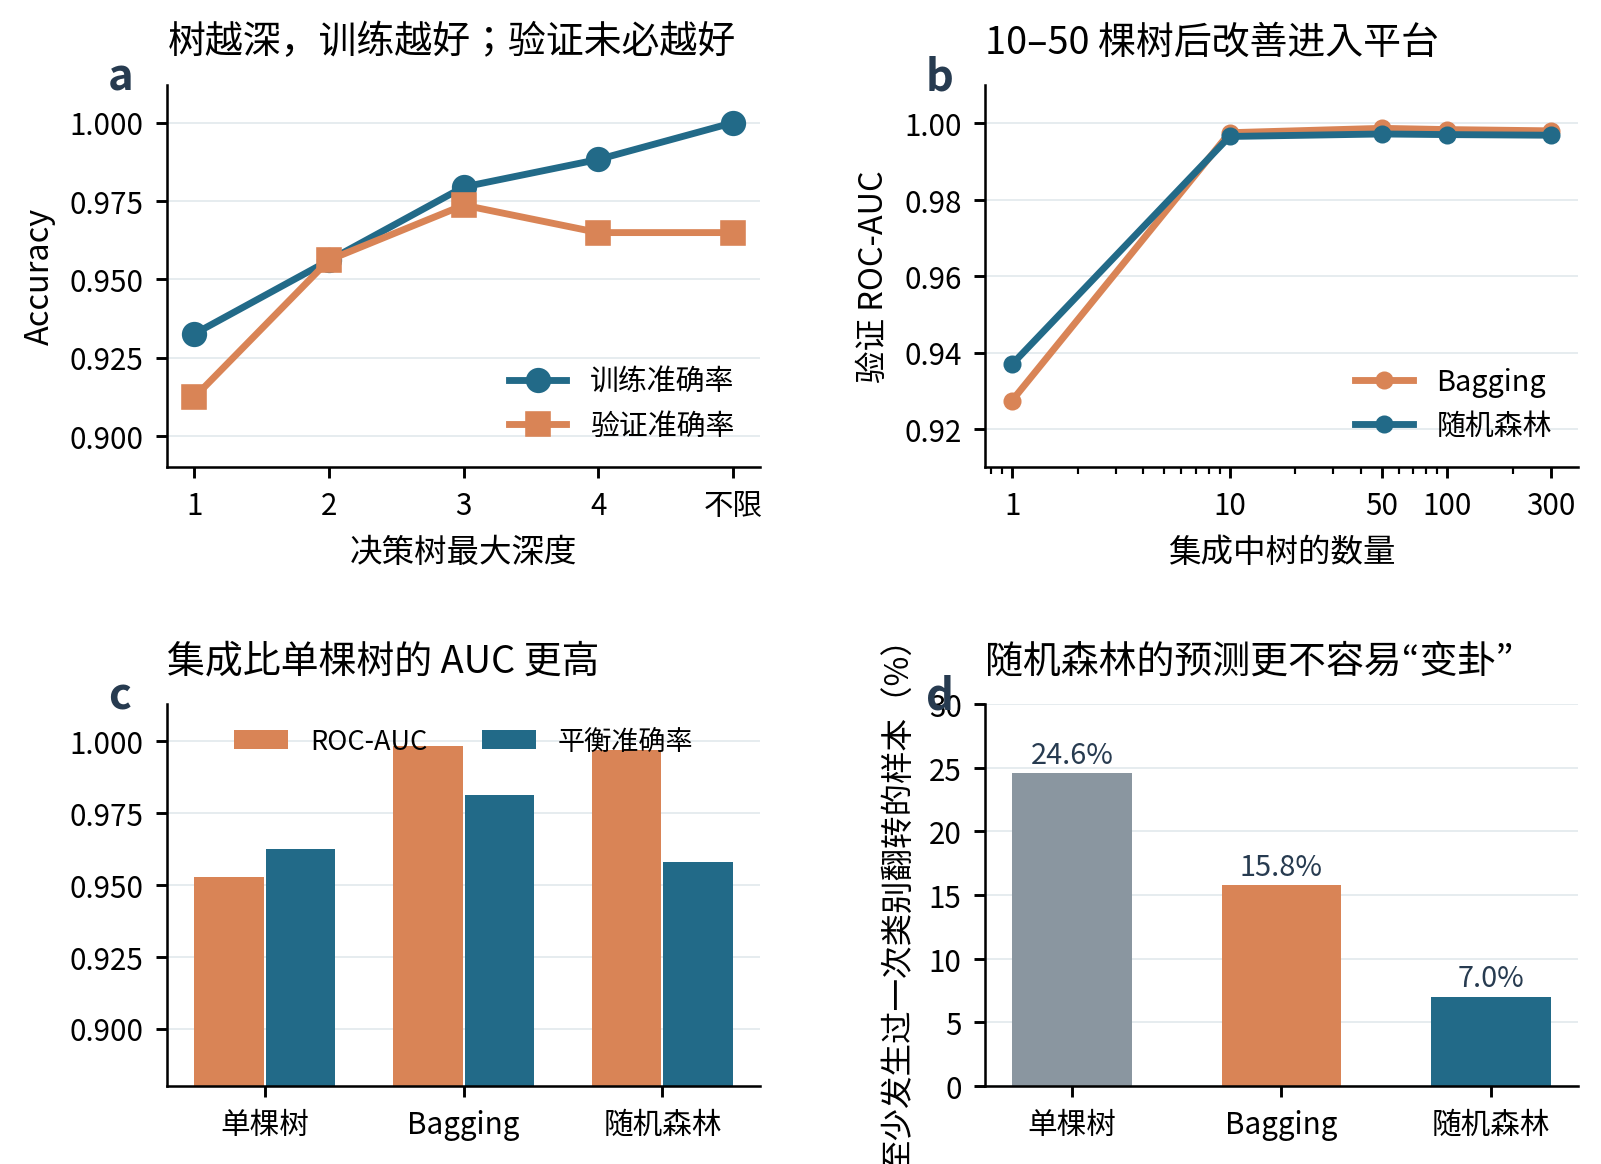 树越深，训练越好；验证未必越好
a
1.000
0.975
0.950
0.925
0.900
Accuracy
训练准确率
验证准确率
1 2 3 4 不限
决策树最大深度
10–50 棵树后改善进入平台
b
1.00
0.98
0.96
0.94
0.92
验证 ROC-AUC
Bagging
随机森林
1 10 50 100 300
集成中树的数量
集成比单棵树的 AUC 更高
c
ROC-AUC 平衡准确率
1.000
0.975
0.950
0.925
0.900
单棵树 Bagging 随机森林
随机森林的预测更不容易“变卦”
d
30
25
20
15
10
5
0
至少发生过一次类别翻转的样本（%）
24.6%
15.8%
7.0%
单棵树 Bagging 随机森林